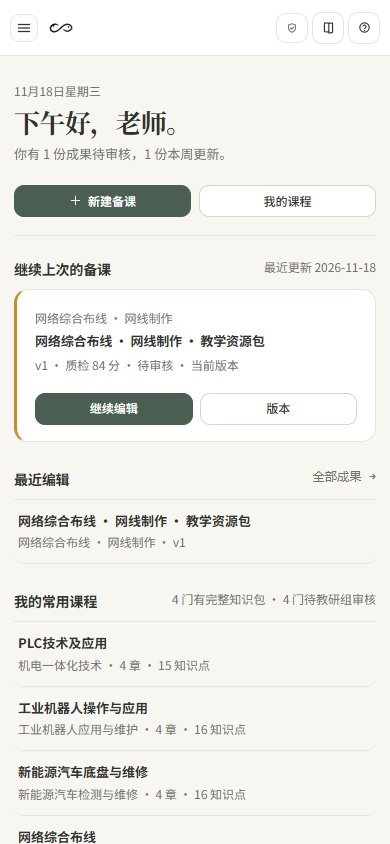 11月18日星期三
下午好，老师。
你有 1 份成果待审核，1 份本周更新。
新建备课
我的课程
继续上次的备课
最近更新 2026-11-18
网络综合布线 • 网线制作
网络综合布线 • 网线制作 • 教学资源包
v1 • 质检 84 分 • 待审核 • 当前版本
继续编辑
版本
最近编辑
全部成果 →
网络综合布线 • 网线制作 • 教学资源包
网络综合布线 • 网线制作 • v1
我的常用课程
4 门有完整知识包 • 4 门待教研组审核
PLC技术及应用
机电一体化技术 • 4 章 • 15 知识点
工业机器人操作与应用
工业机器人应用与维护 • 4 章 • 16 知识点
新能源汽车底盘与维修
新能源汽车检测与维修 • 4 章 • 16 知识点
网络综合布线